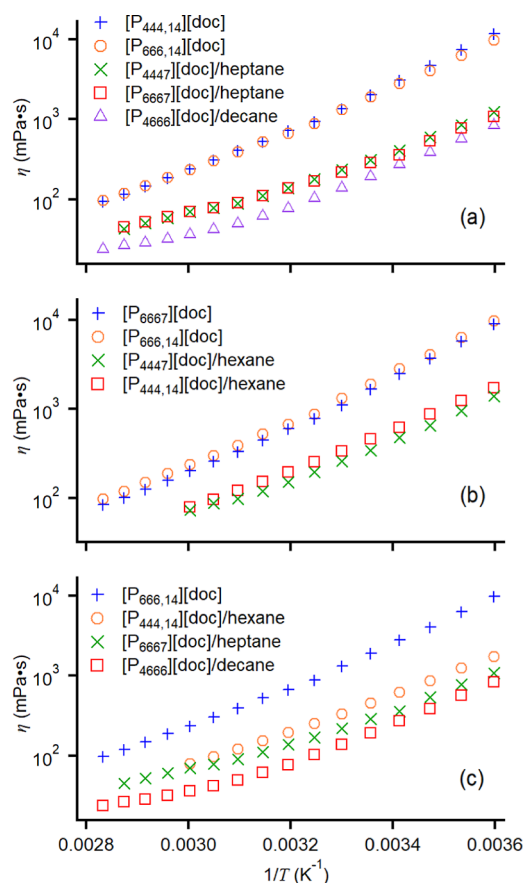 [P444,14][doc]
[P666,14][doc]
[P4447][doc]/heptane
[P6667][doc]/heptane
[P4666][doc]/decane
10^4
10^3
10^2
η (mPa•s)
(a)
[P6667][doc]
[P666,14][doc]
[P4447][doc]/hexane
[P444,14][doc]/hexane
10^4
10^3
10^2
η (mPa•s)
(b)
[P666,14][doc]
[P444,14][doc]/hexane
[P6667][doc]/heptane
[P4666][doc]/decane
10^4
10^3
10^2
η (mPa•s)
(c)
0.0028 0.0030 0.0032 0.0034 0.0036
1/T (K^-1)